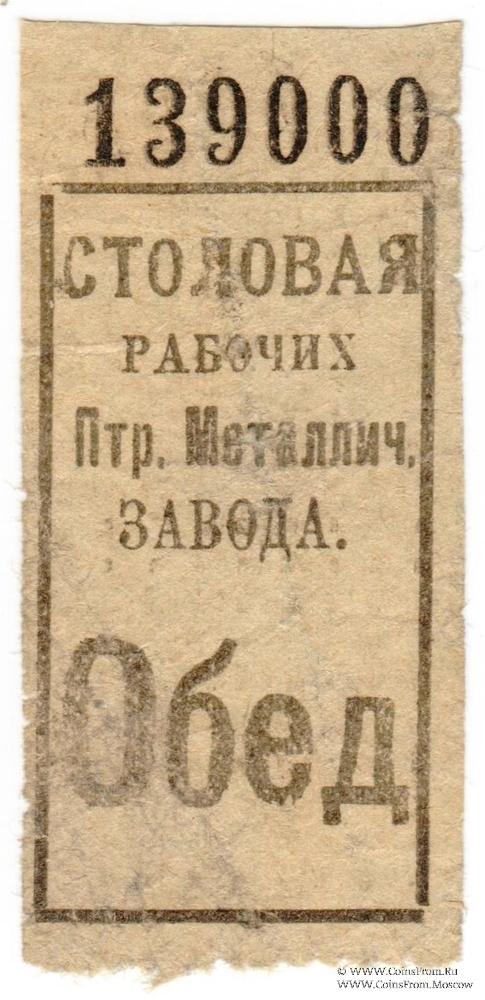 139000
СТОЛОВАЯ
РАБОЧИХ
Птр. Металлич.
ЗАВОДА.
Обед
© WWW.COINSFROM.RU
WWW.COINSFROM.MOSCOW